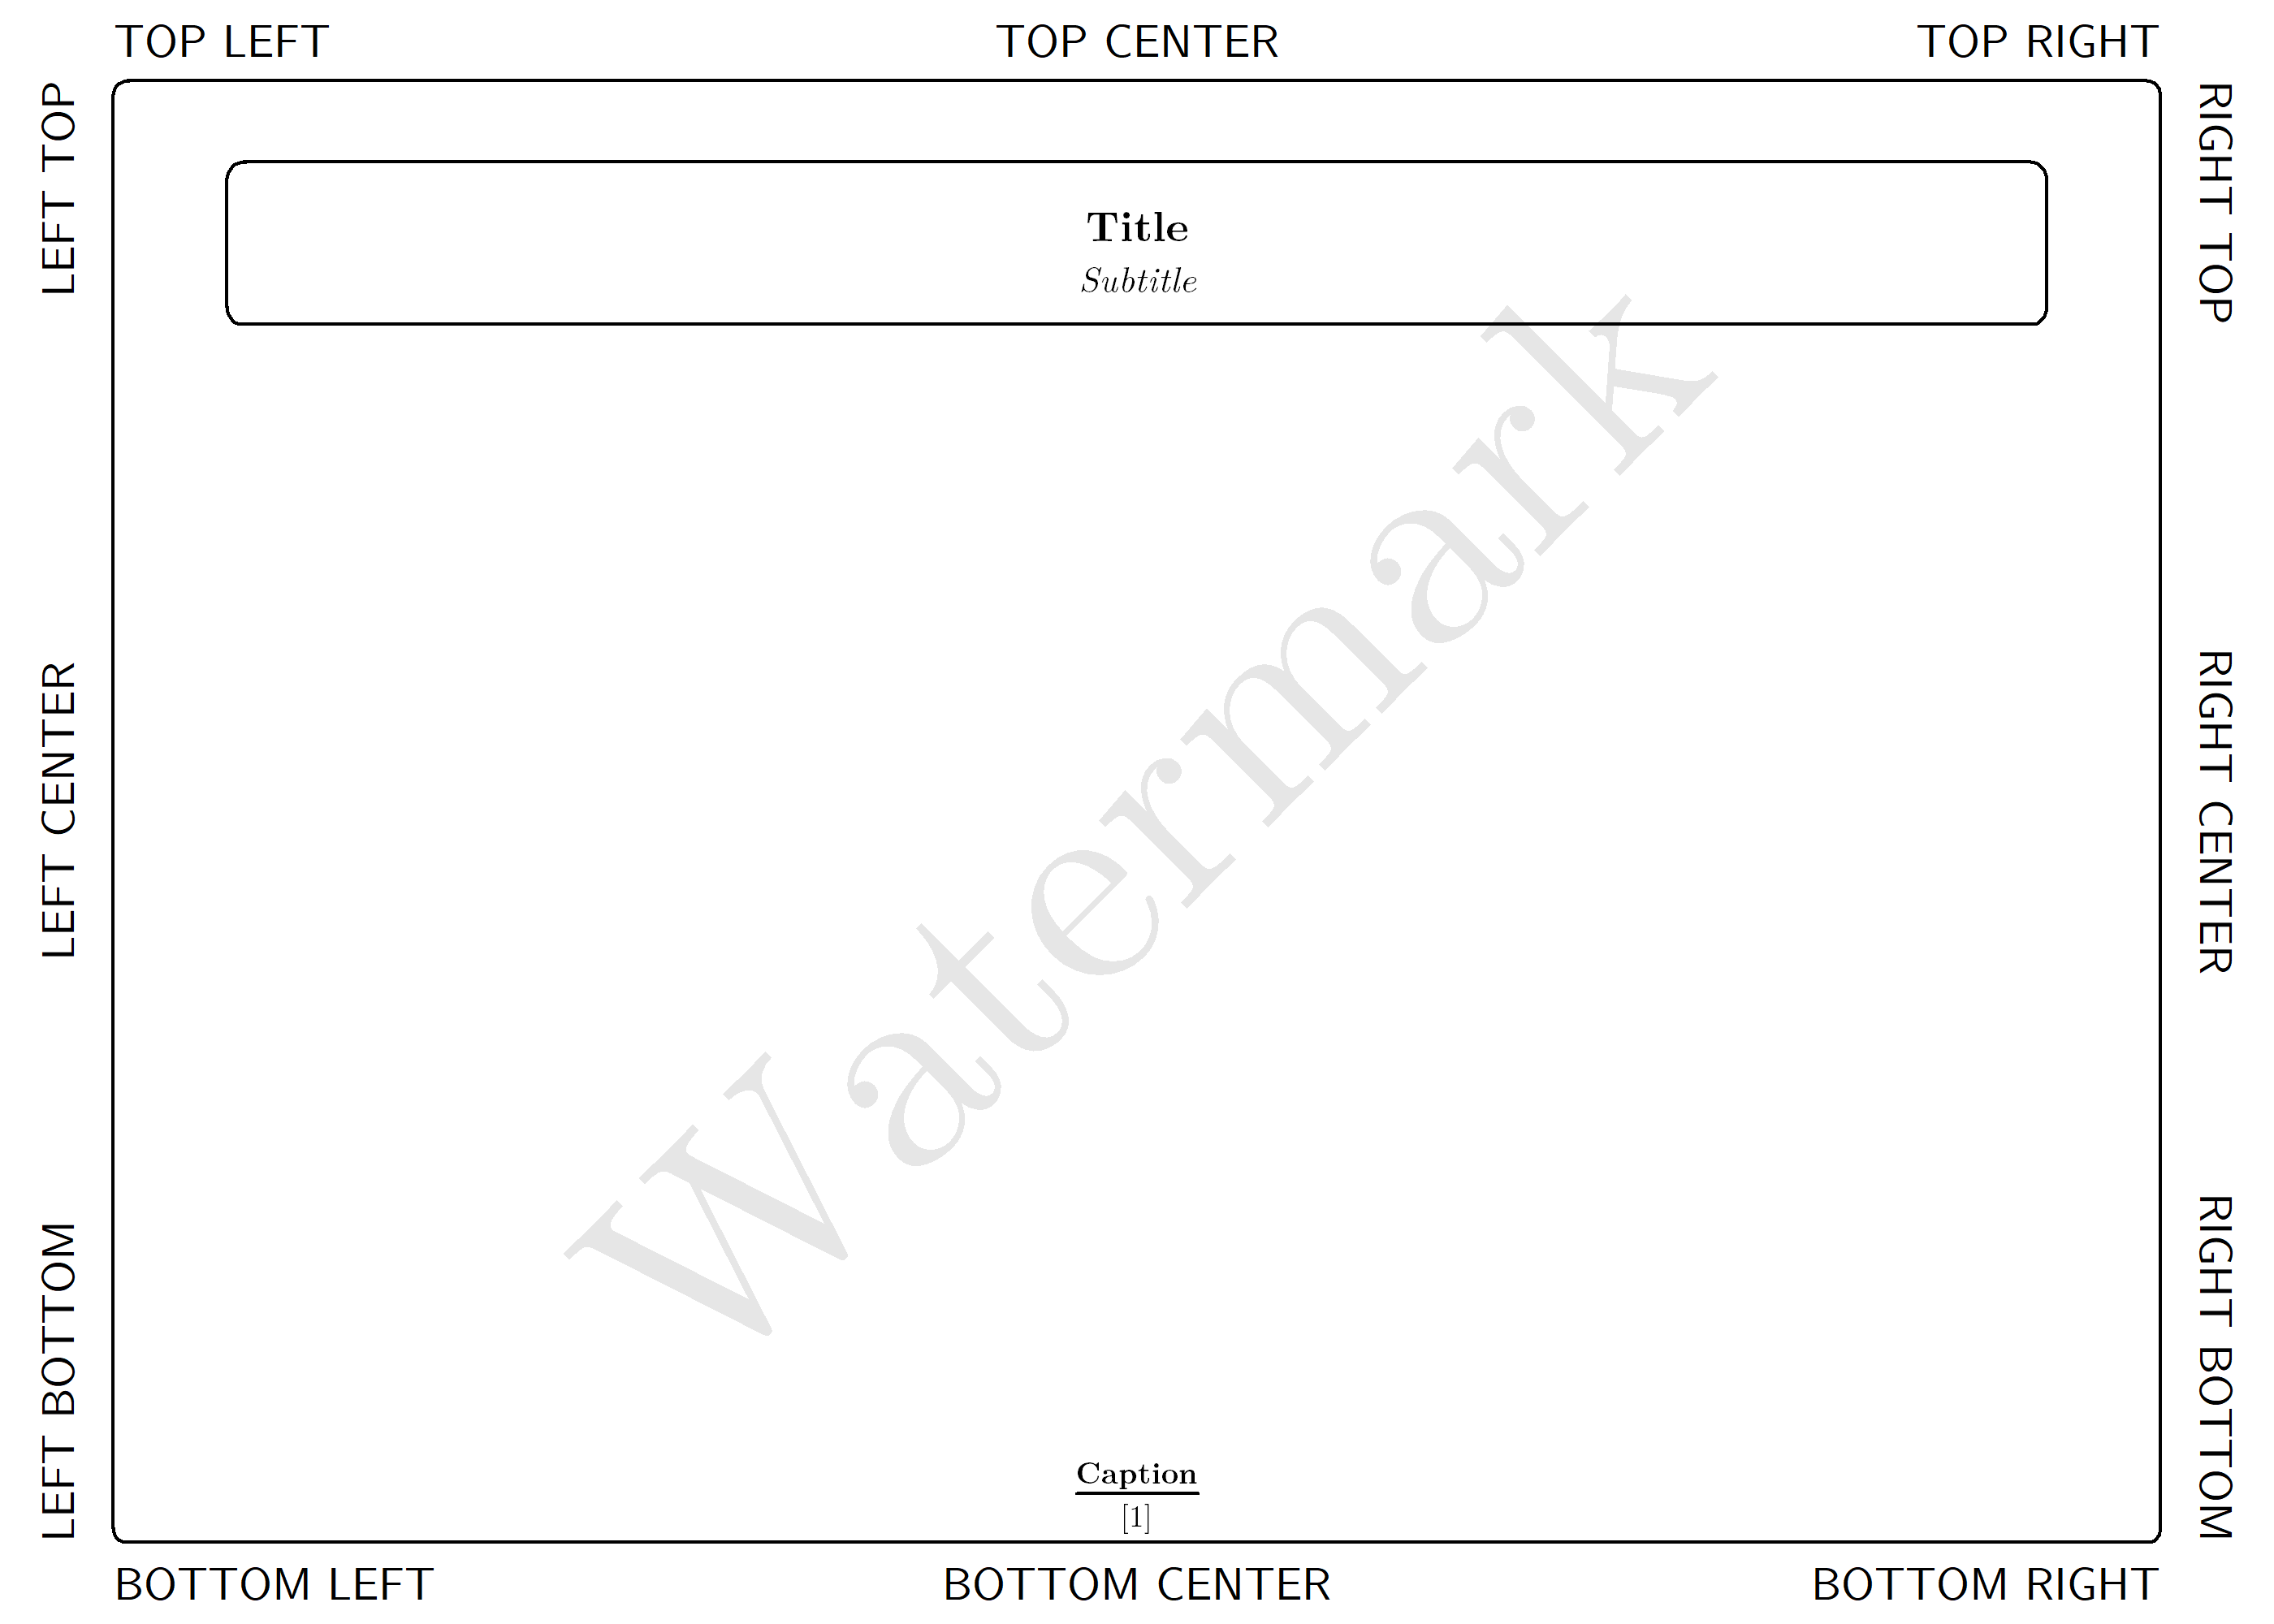 TOP LEFT
TOP CENTER
TOP RIGHT
LEFT TOP
RIGHT TOP
Title
Subtitle
Watermark
LEFT CENTER
RIGHT CENTER
LEFT BOTTOM
RIGHT BOTTOM
Caption
[1]
BOTTOM LEFT
BOTTOM CENTER
BOTTOM RIGHT